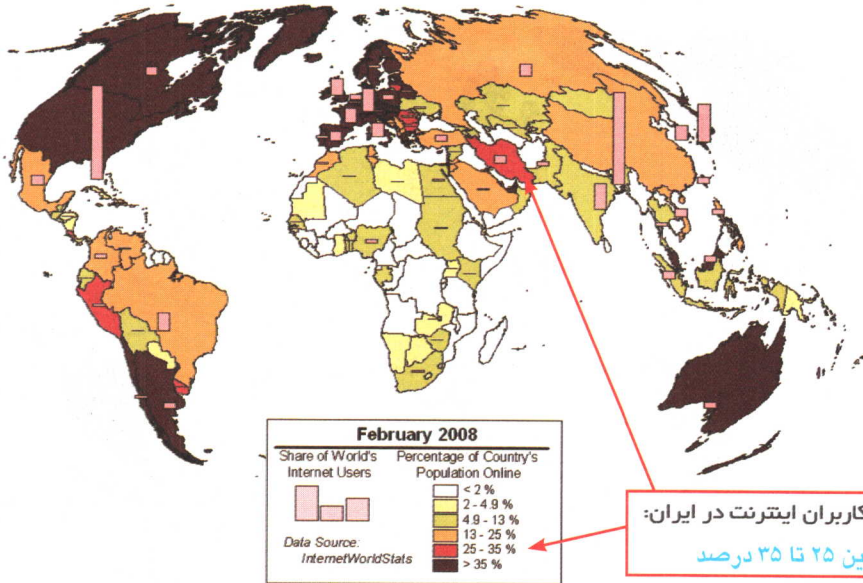 February 2008
Share of World's
Internet Users
Percentage of Country's
Population Online
< 2 %
2 - 4.9 %
4.9 - 13 %
13 - 25 %
25 - 35 %
> 35 %
Data Source:
InternetWorldStats
کاربران اینترنت در ایران:
ین ۲۵ تا ۳۵ درصد